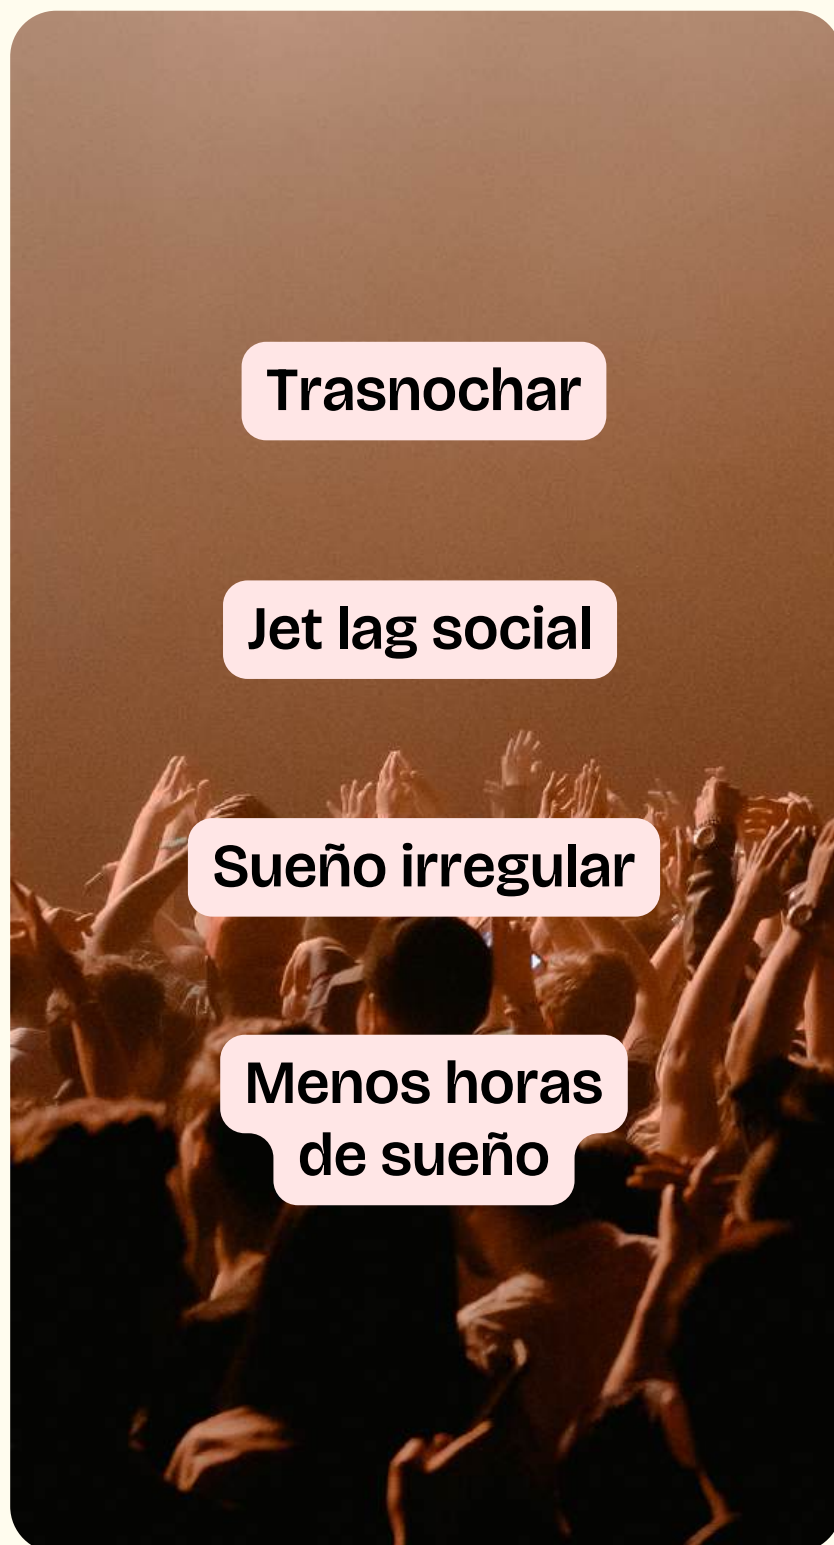 Trasnochar
Jet lag social
Sueño irregular
Menos horas
de sueño